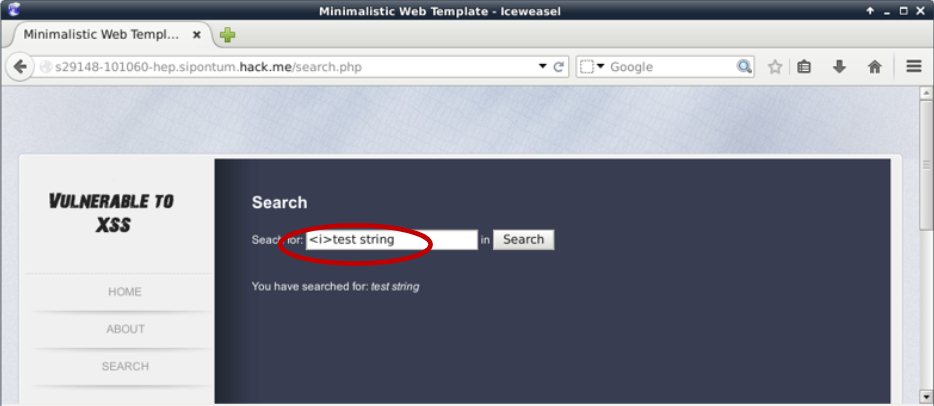 Minimalistic Web Template - Iceweasel
Minimalistic Web Templ...
s29148-101060-hep.sipontum.hack.me/search.php
Google
VULNERABLE TO
XSS
HOME
ABOUT
SEARCH
Search
Seach for: <i>test string in Search
You have searched for: test string